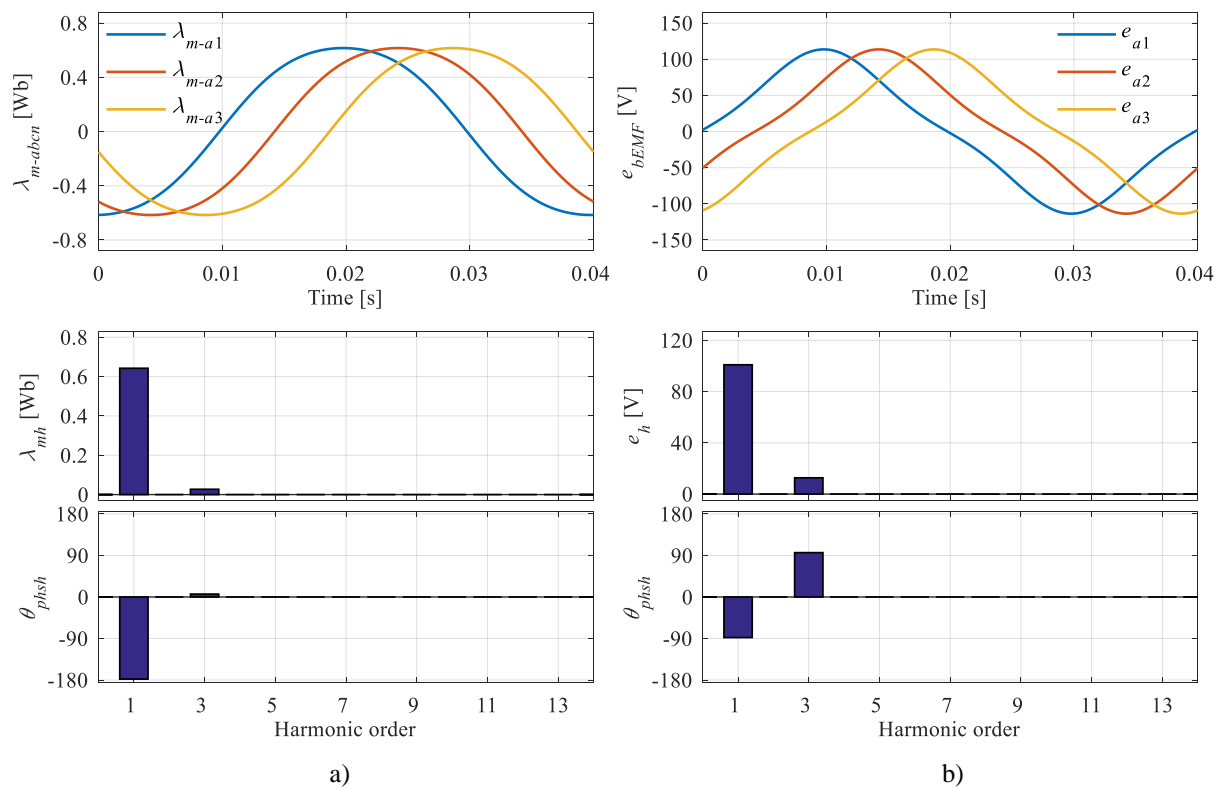 λm-abcn [Wb]
0.8
0.4
0
-0.4
-0.8
λm-a1
λm-a2
λm-a3
0 0.01 0.02 0.03 0.04
Time [s]
ebEMF [V]
150
100
50
0
-50
-100
-150
ea1
ea2
ea3
0 0.01 0.02 0.03 0.04
Time [s]
λmh [Wb]
0.8
0.6
0.4
0.2
0
θphsh
180
90
0
-90
-180
1 3 5 7 9 11 13
Harmonic order
a)
eh [V]
120
80
40
0
θphsh
180
90
0
-90
-180
1 3 5 7 9 11 13
Harmonic order
b)